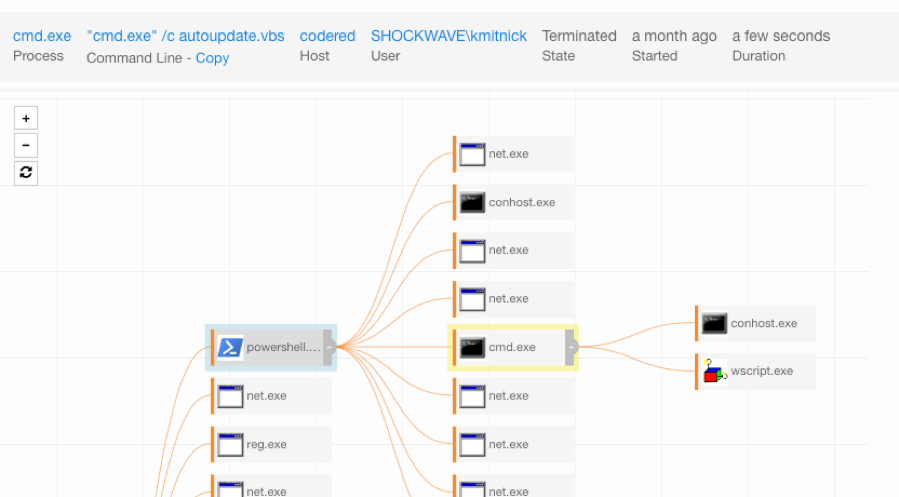 cmd.exe "cmd.exe" /c autoupdate.vbs codered SHOCKWAVE\kmitnick Terminated a month ago a few seconds
Process Command Line - Copy Host User State Started Duration
+
−
net.exe
conhost.exe
net.exe
net.exe
conhost.exe
powershell.... - cmd.exe -
wscript.exe
net.exe net.exe
reg.exe net.exe
net.exe net.exe